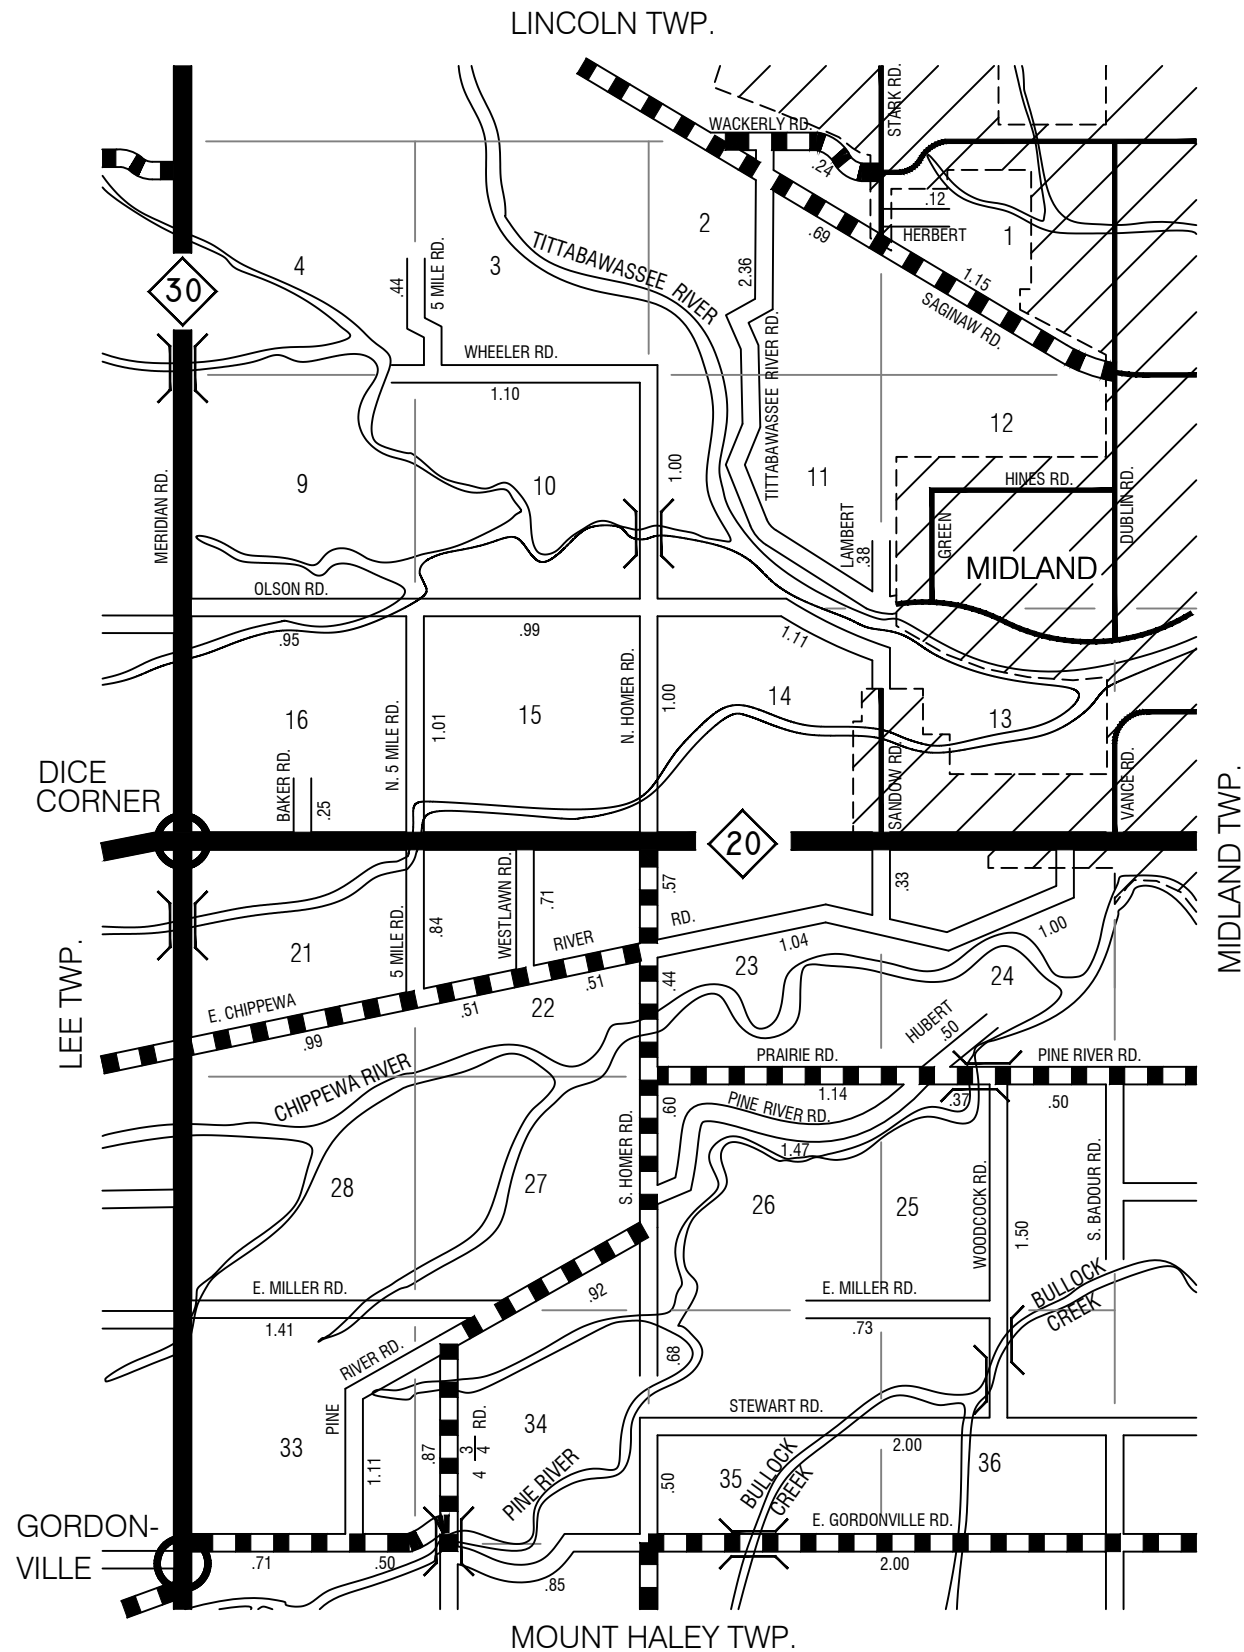 LINCOLN TWP.
WACKERLY RD.
STARK RD.
.24
.12
2
.69
HERBERT
1
TITTABAWASSEE RIVER
4
3
5 MILE RD.
.44
2.36
30
1.15
SAGINAW RD.
TITTABAWASSEE RIVER RD.
WHEELER RD.
1.10
12
1.00
11
9
10
MERIDIAN RD.
HINES RD.
DUBLIN RD.
LAMBERT
.38
GREEN
MIDLAND
OLSON RD.
.95
.99
1.11
N. HOMER RD.
1.00
14
16
15
13
N. 5 MILE RD.
1.01
DICE
CORNER
BAKER RD.
.25
SANDOW RD.
VANCE RD.
MIDLAND TWP.
20
.57
.33
WESTLAWN RD.
.71
5 MILE RD.
.84
RIVER
RD.
1.04
1.00
21
23
24
LEE TWP.
E. CHIPPEWA
.99
.51
.51
22
.44
HUBERT
.50
PRAIRIE RD.
PINE RIVER RD.
CHIPPEWA RIVER
1.14
.37
.50
.60
PINE RIVER RD.
1.47
S. HOMER RD.
28
27
26
25
WOODCOCK RD.
1.50
S. BADOUR RD.
E. MILLER RD.
1.41
.92
E. MILLER RD.
.73
BULLOCK
CREEK
RIVER RD.
.68
PINE
STEWART RD.
2.00
33
1.11
.87
4 3/4 RD.
34
PINE RIVER
.50
35
BULLOCK
CREEK
36
GORDON-
VILLE
.71
.50
.85
E. GORDONVILLE RD.
2.00
MOUNT HALEY TWP.